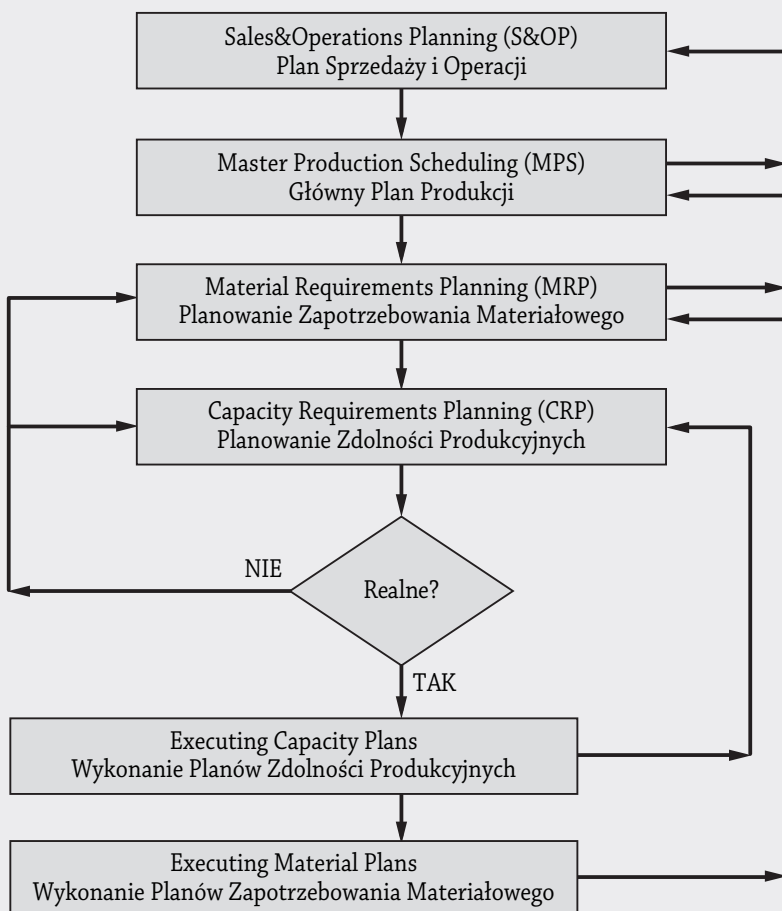 Sales&Operations Planning (S&OP)
Plan Sprzedaży i Operacji
Master Production Scheduling (MPS)
Główny Plan Produkcji
Material Requirements Planning (MRP)
Planowanie Zapotrzebowania Materiałowego
Capacity Requirements Planning (CRP)
Planowanie Zdolności Produkcyjnych
NIE
Realne?
TAK
Executing Capacity Plans
Wykonanie Planów Zdolności Produkcyjnych
Executing Material Plans
Wykonanie Planów Zapotrzebowania Materiałowego